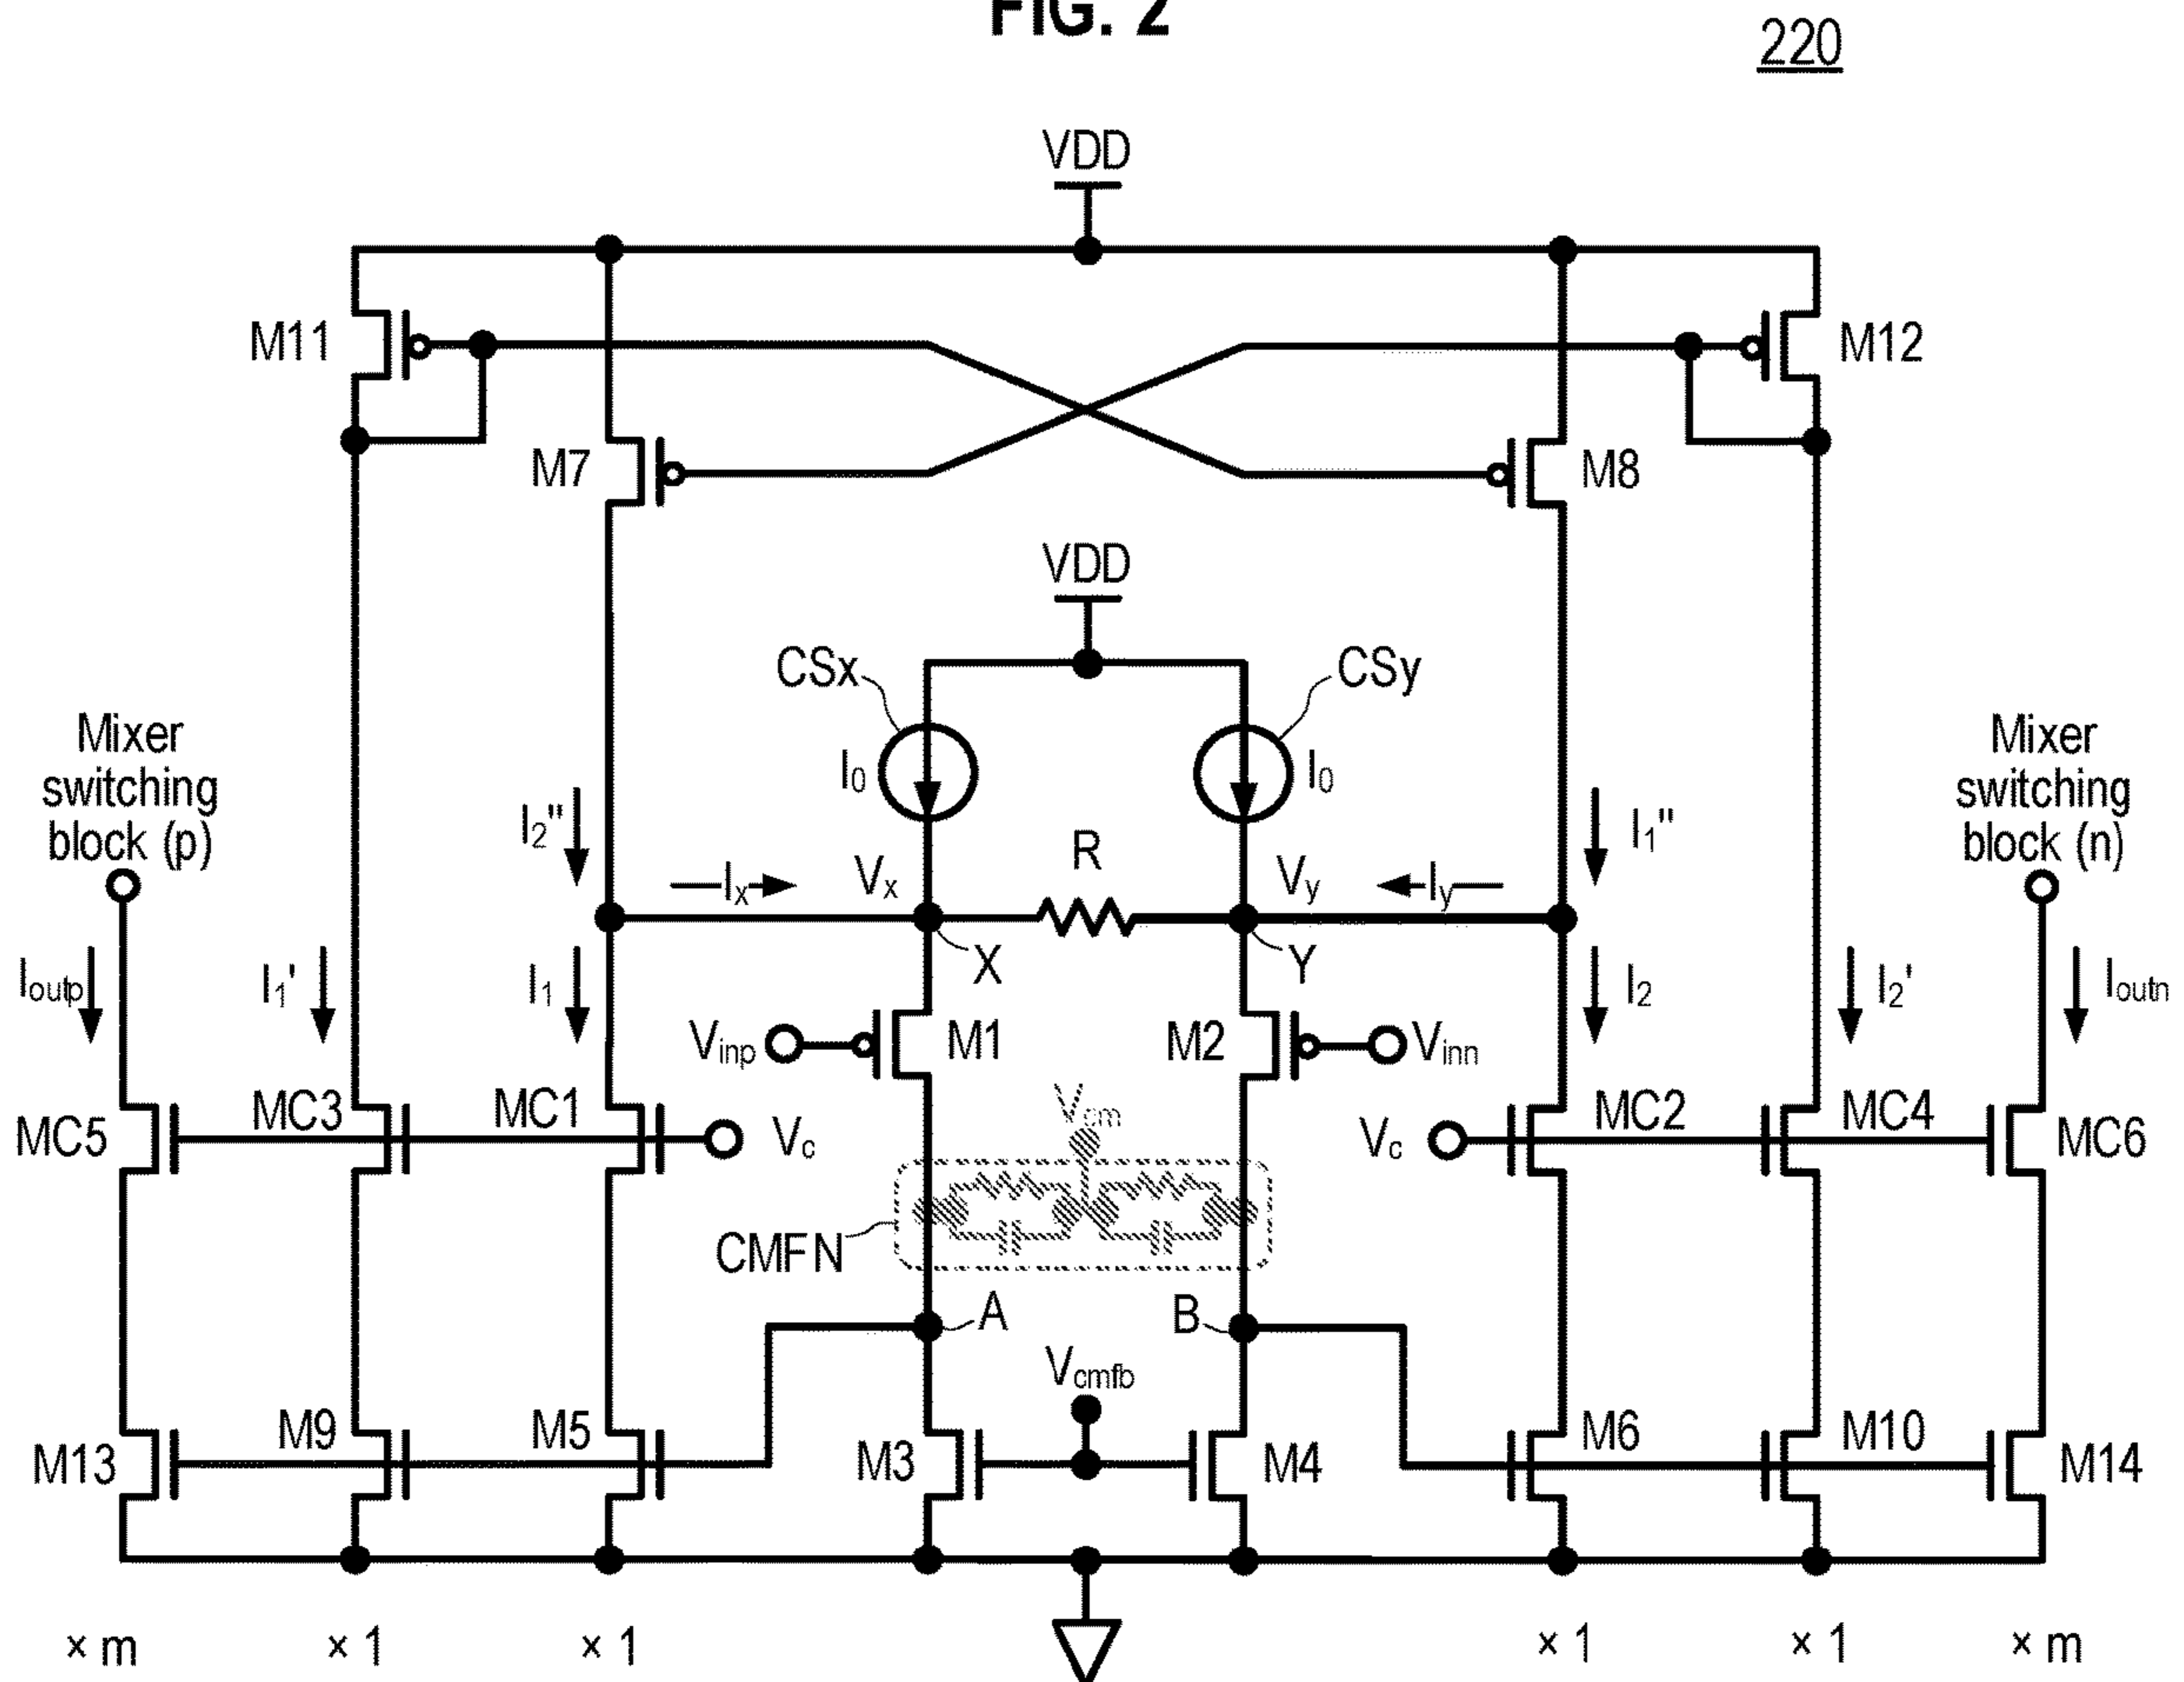 FIG. 2
220
VDD
M11
M12
M7
M8
VDD
CSx
CSy
I0
I0
Mixer
switching
block (p)
Mixer
switching
block (n)
I2"
I1"
Ix
Vx
R
Vy
Iy
X
Y
Ioutp
I1'
I1
I2
I2'
Ioutn
Vinp
M1
M2
Vinn
Vcm
MC5
MC3
MC1
Vc
Vc
MC2
MC4
MC6
CMFN
A
B
Vcmfb
M13
M9
M5
M3
M4
M6
M10
M14
× m
× 1
× 1
× 1
× 1
× m